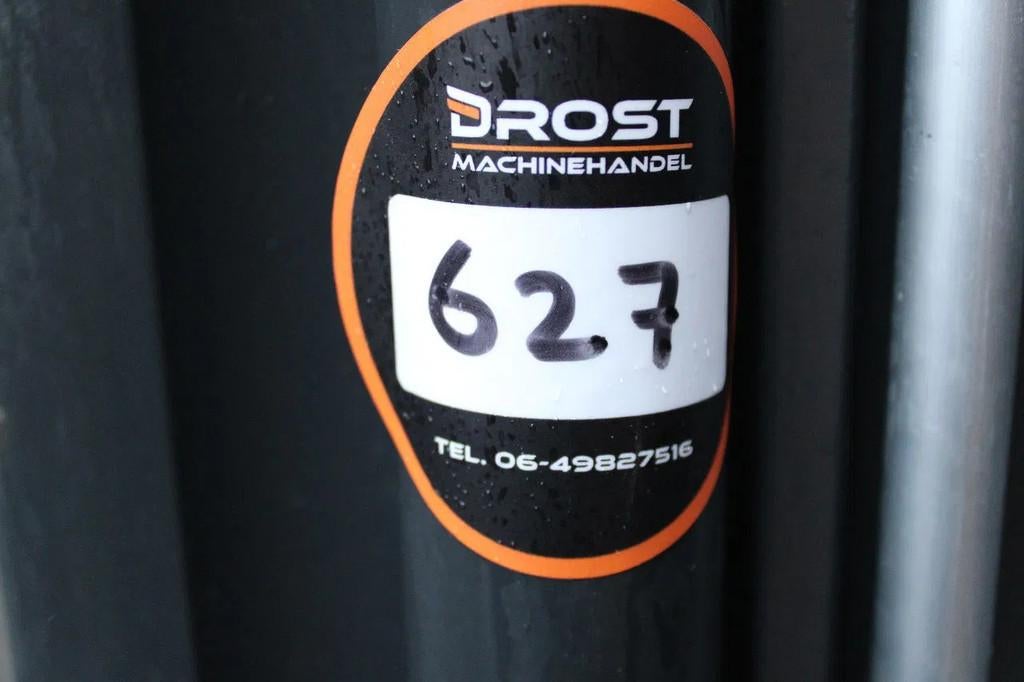 DROST
MACHINEHANDEL
627
TEL. 06-49827516